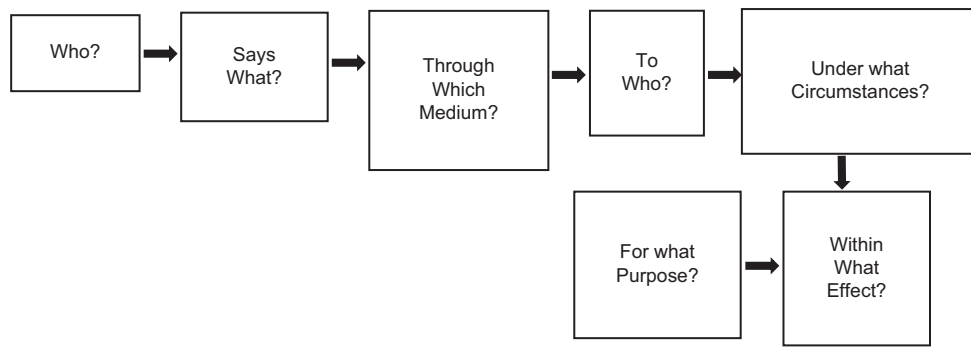 Who?
Says
What?
Through
Which
Medium?
To
Who?
Under what
Circumstances?
For what
Purpose?
Within
What
Effect?